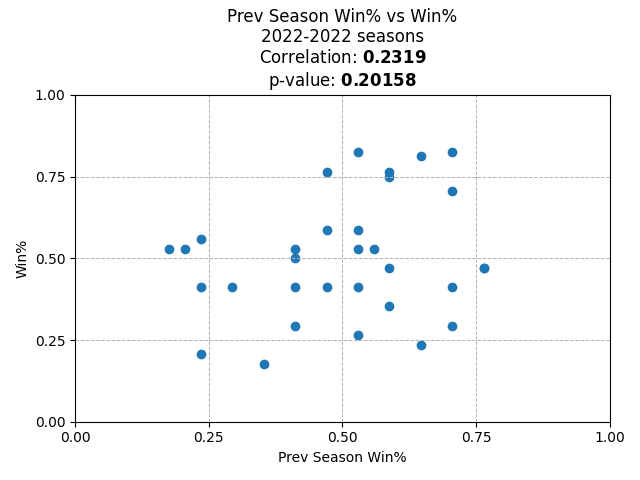 Prev Season Win% vs Win%
2022-2022 seasons
Correlation: 0.2319
p-value: 0.20158
1.00
0.75
0.50
0.25
0.00
Win%
0.00 0.25 0.50 0.75 1.00
Prev Season Win%